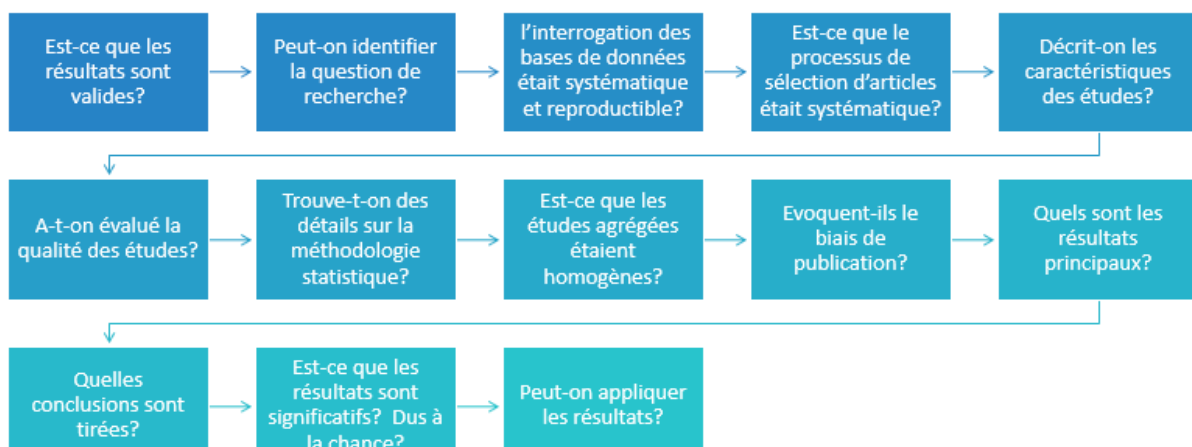 Est-ce que les
résultats sont
valides?
Peut-on identifier
la question de
recherche?
l’interrogation des
bases de données
était systématique
et reproductible?
Est-ce que le
processus de
sélection d’articles
était systématique?
Décrit-on les
caractéristiques
des études?
A-t-on évalué la
qualité des études?
Trouve-t-on des
détails sur la
méthodologie
statistique?
Est-ce que les
études agrégées
étaient
homogènes?
Evoquent-ils le
biais de
publication?
Quels sont les
résultats
principaux?
Quelles
conclusions sont
tirées?
Est-ce que les
résultats sont
significatifs? Dus à
la chance?
Peut-on appliquer
les résultats?